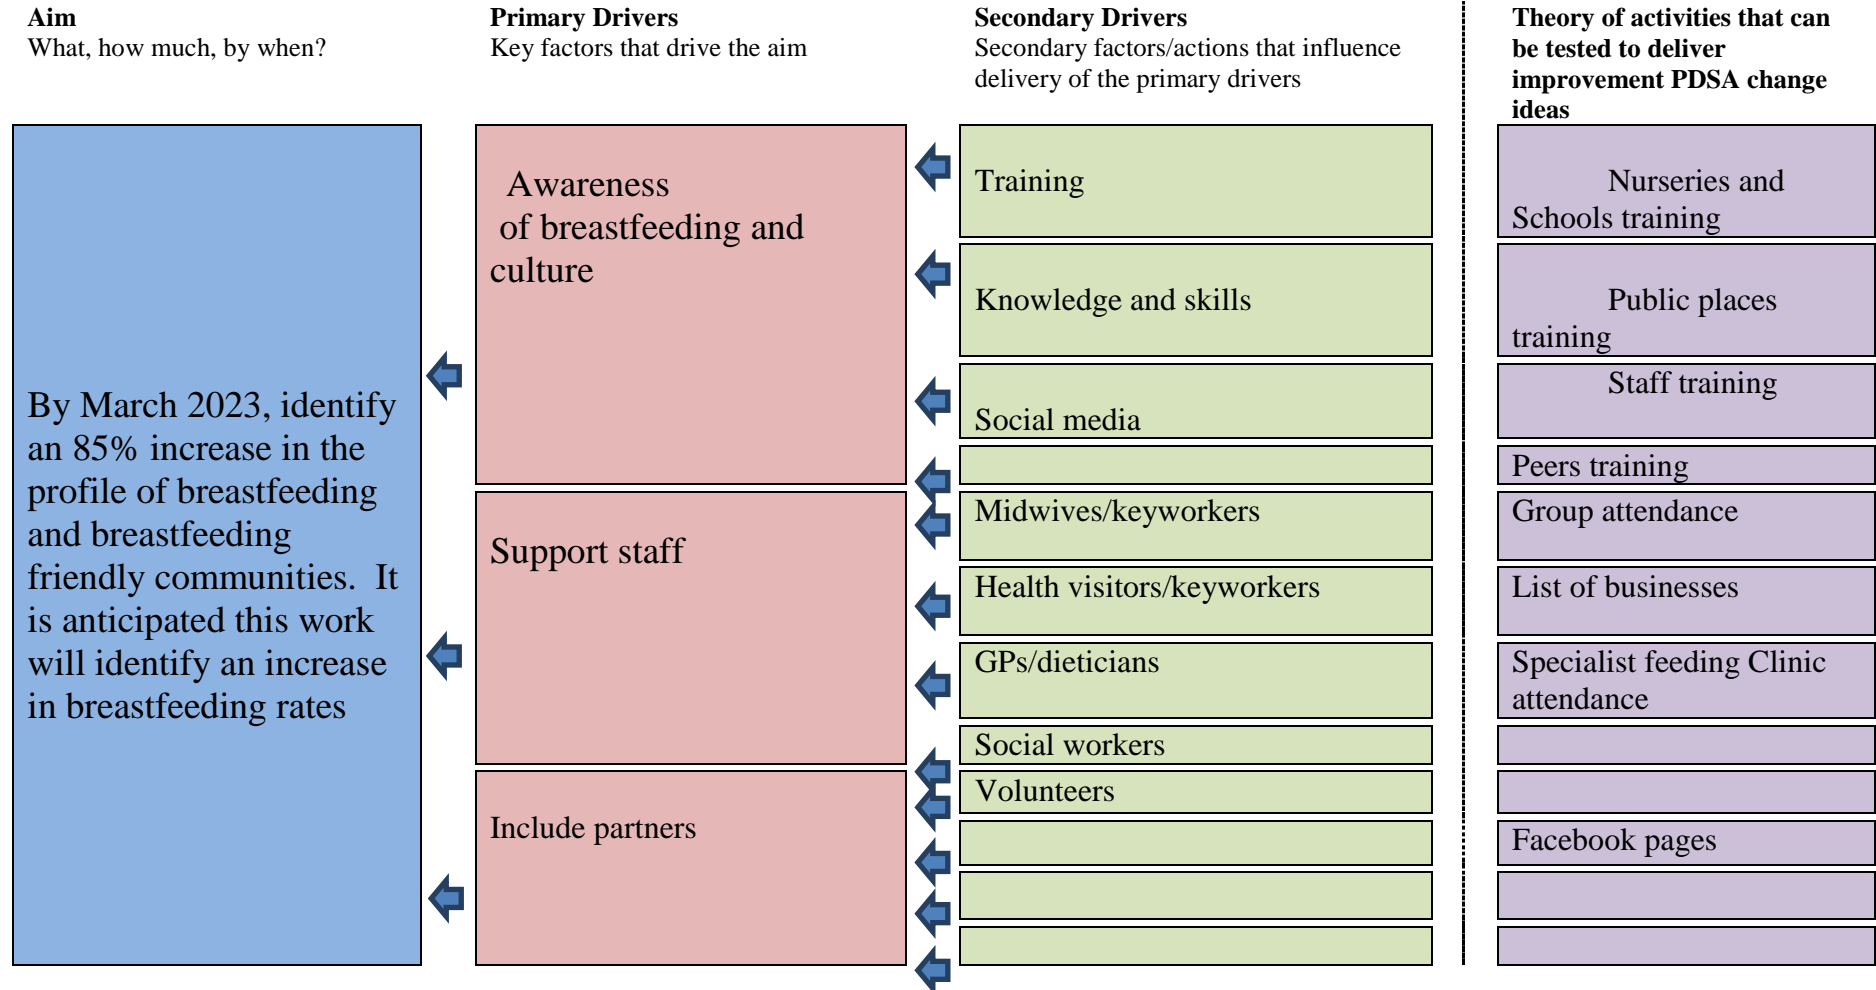 Aim
What, how much, by when?
Primary Drivers
Key factors that drive the aim
Secondary Drivers
Secondary factors/actions that influence
delivery of the primary drivers
Theory of activities that can
be tested to deliver
improvement PDSA change
ideas
By March 2023, identify
an 85% increase in the
profile of breastfeeding
and breastfeeding
friendly communities.  It
is anticipated this work
will identify an increase
in breastfeeding rates
Awareness
of breastfeeding and
culture
Support staff
Include partners
Training
Knowledge and skills
Social media
Midwives/keyworkers
Health visitors/keyworkers
GPs/dieticians
Social workers
Volunteers
Nurseries and
Schools training
Public places
training
Staff training
Peers training
Group attendance
List of businesses
Specialist feeding Clinic
attendance
Facebook pages